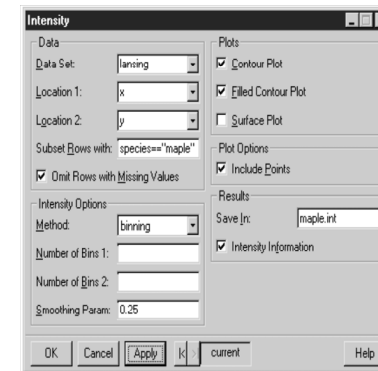 Intensity
Data
Data Set: lansing
Location 1: x
Location 2: y
Subset Rows with: species=="maple"
Omit Rows with Missing Values
Intensity Options
Method: binning
Number of Bins 1:
Number of Bins 2:
Smoothing Param: 0.25
Plots
Contour Plot
Filled Contour Plot
Surface Plot
Plot Options
Include Points
Results
Save In: maple.int
Intensity Information
OK Cancel Apply current Help